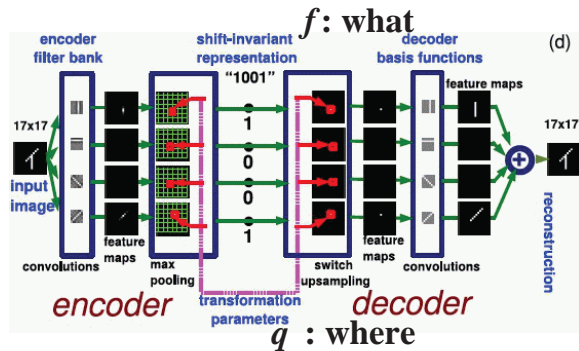 f : what
encoder
filter bank
shift-invariant
representation
"1001"
decoder
basis functions
(d)
feature maps
17x17
17x17
1
0
0
1
input
image
feature
maps
convolutions
max
pooling
switch
upsampling
feature
maps
convolutions
reconstruction
encoder
transformation
parameters
decoder
q : where